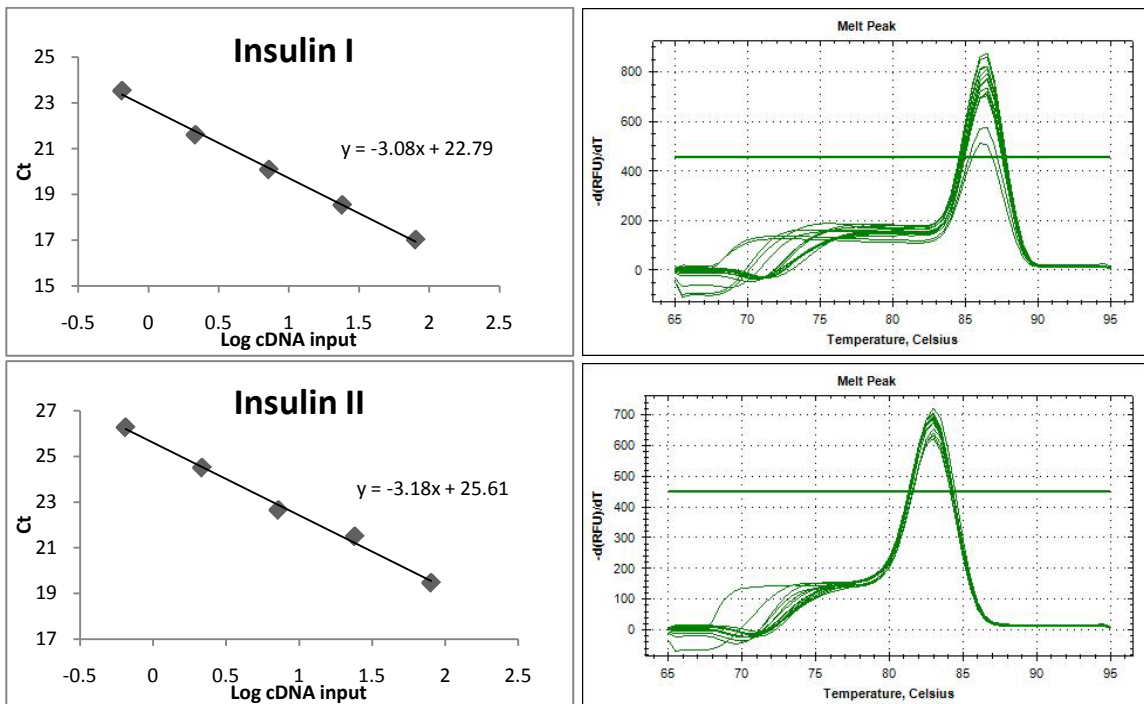 Insulin I
25
23
21
19
17
15
Ct
y = -3.08x + 22.79
-0.5 0 0.5 1 1.5 2 2.5
Log cDNA input
Melt Peak
800
600
400
200
0
-d(RFU)/dT
65 70 75 80 85 90 95
Temperature, Celsius
Insulin II
27
25
23
21
19
17
Ct
y = -3.18x + 25.61
-0.5 0 0.5 1 1.5 2 2.5
Log cDNA input
Melt Peak
700
600
500
400
300
200
100
0
-d(RFU)/dT
65 70 75 80 85 90 95
Temperature, Celsius